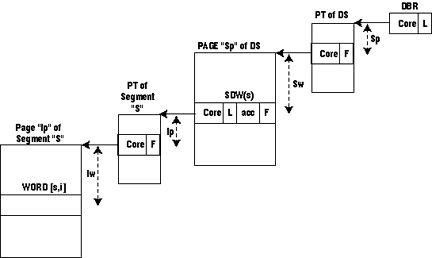 DBR
Core L
PT of DS
Core F
Sp
PAGE "Sp" of DS
SDW(s)
Core L acc F
Sw
PT of
Segment
"S"
Core F
Ip
Page "Ip" of
Segment "S"
WORD [s,i]
Iw